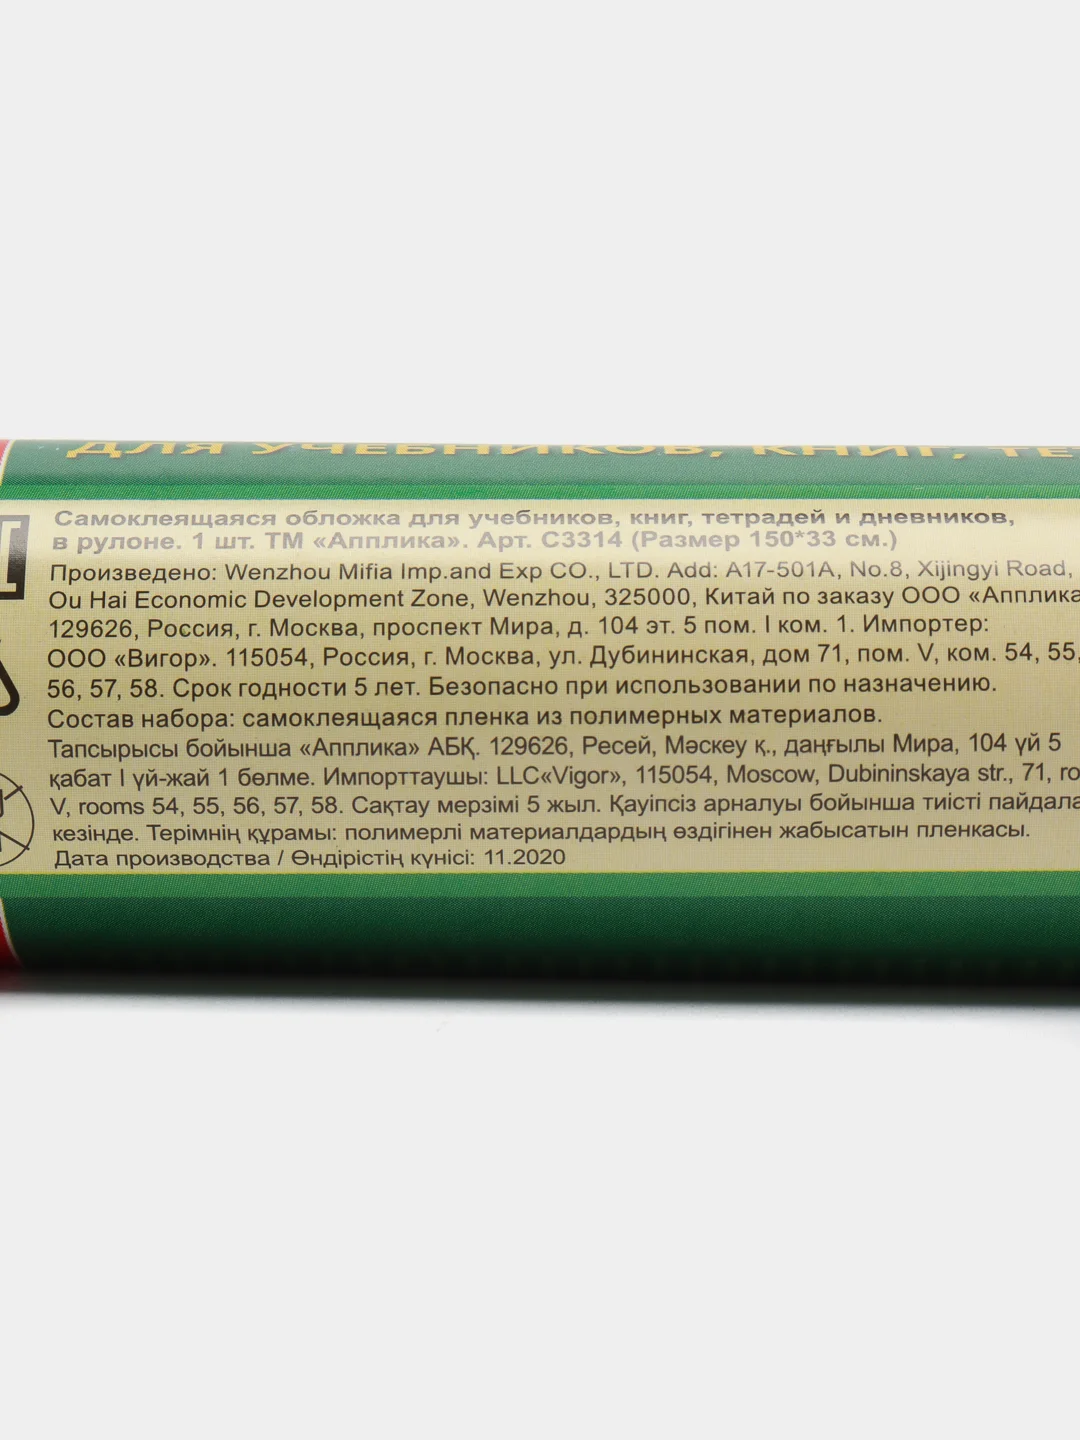 ДЛЯ УЧЕБНИКОВ, КНИГ,
Самоклеящаяся обложка для учебников, книг, тетрадей и дневников,
в рулоне. 1 шт. ТМ «Апплика». Арт. С3314 (Размер 150*33 см.)
Произведено: Wenzhou Mifia Imp.and Exp CO., LTD. Add: A17-501A, No.8, Xijingyi Road,
Ou Hai Economic Development Zone, Wenzhou, 325000, Китай по заказу ООО «Апплика
129626, Россия, г. Москва, проспект Мира, д. 104 эт. 5 пом. I ком. 1. Импортер:
ООО «Вигор». 115054, Россия, г. Москва, ул. Дубининская, дом 71, пом. V, ком. 54, 55,
56, 57, 58. Срок годности 5 лет. Безопасно при использовании по назначению.
Состав набора: самоклеящаяся пленка из полимерных материалов.
Тапсырысы бойынша «Апплика» АБҚ. 129626, Ресей, Мәскеу қ., даңғылы Мира, 104 үй 5
қабат I үй-жай 1 бөлме. Импорттаушы: LLC«Vigor», 115054, Moscow, Dubininskaya str., 71,
V, rooms 54, 55, 56, 57, 58. Сақтау мерзімі 5 жыл. Қауіпсіз арналуы бойынша тиісті
кезінде. Терімнің құрамы: полимерлі материалдардың өздігінен жабысатын пленкасы.
Дата производства / Өндірістің күнісі: 11.2020